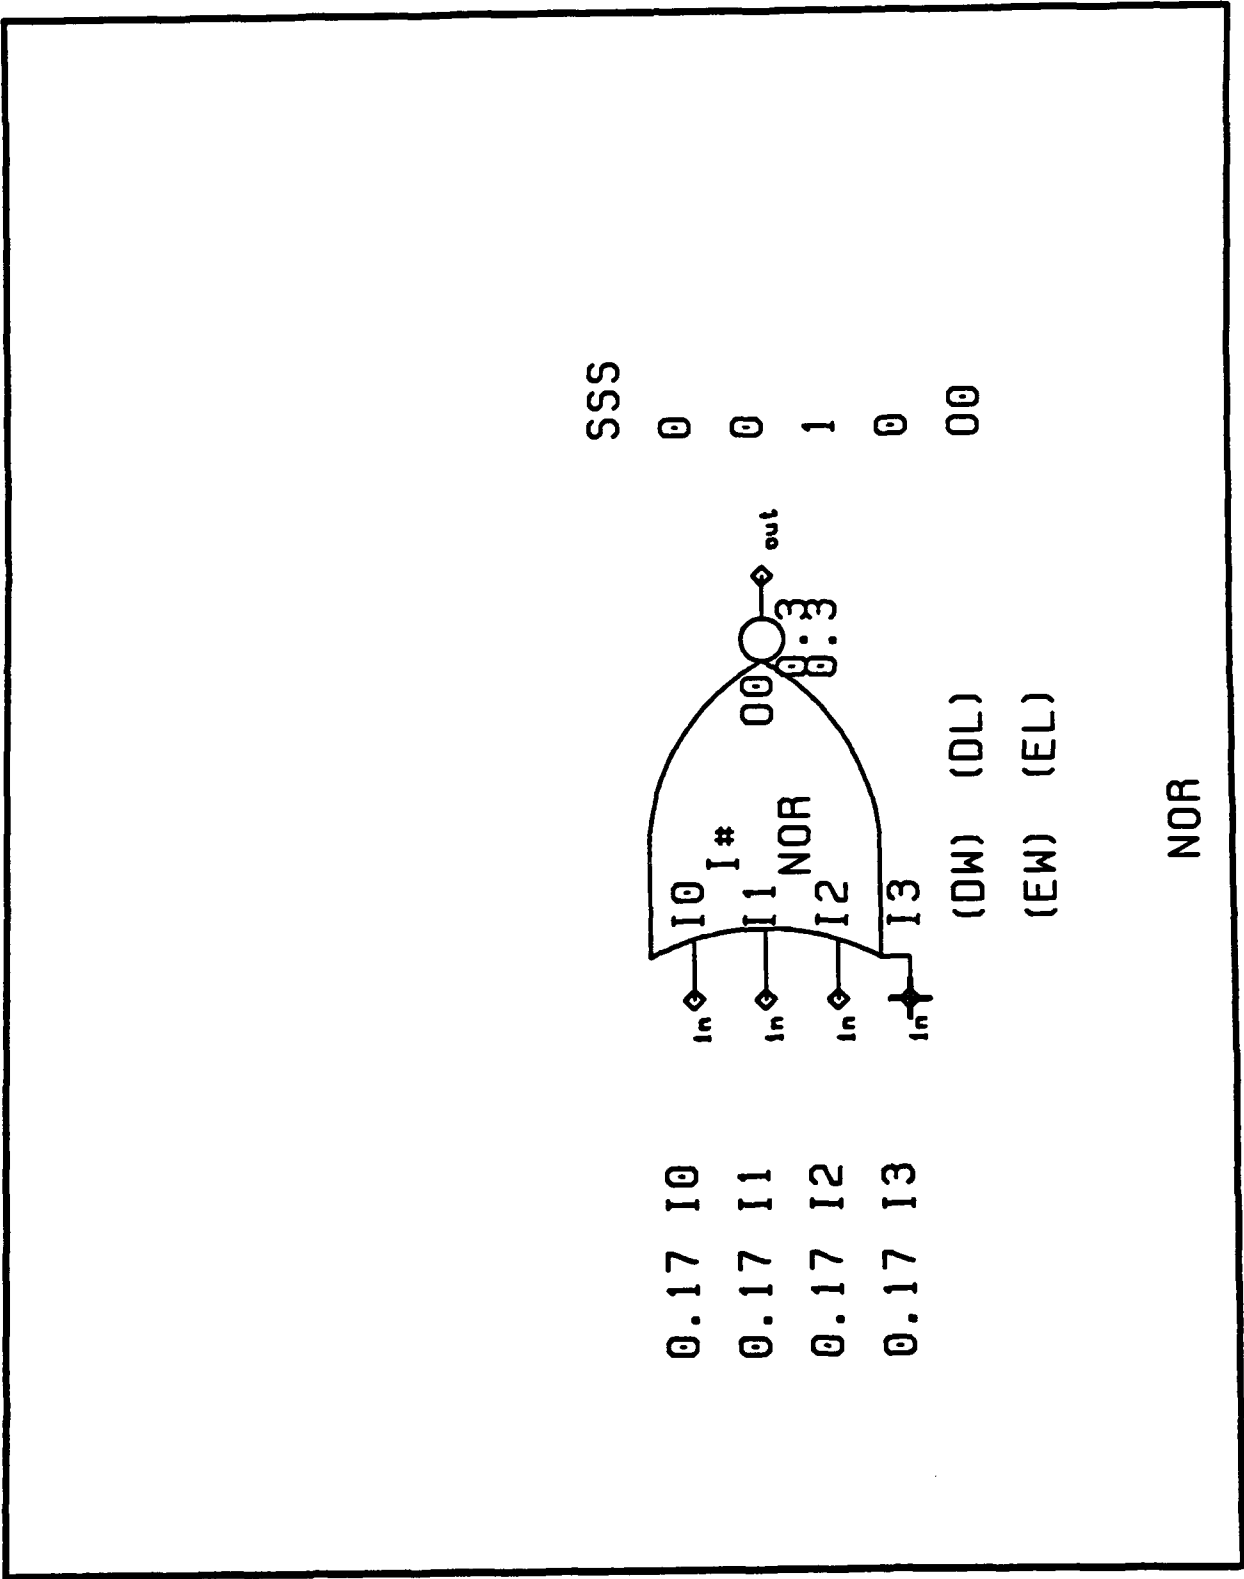 SSS
0.17 I0 in I0 0
I#
0.17 I1 in I1 O0 out 0
NOR 0.3
0.17 I2 in I2 0.3 1
0.17 I3 in I3 0
(DW) (DL) O0
(EW) (EL)
NOR